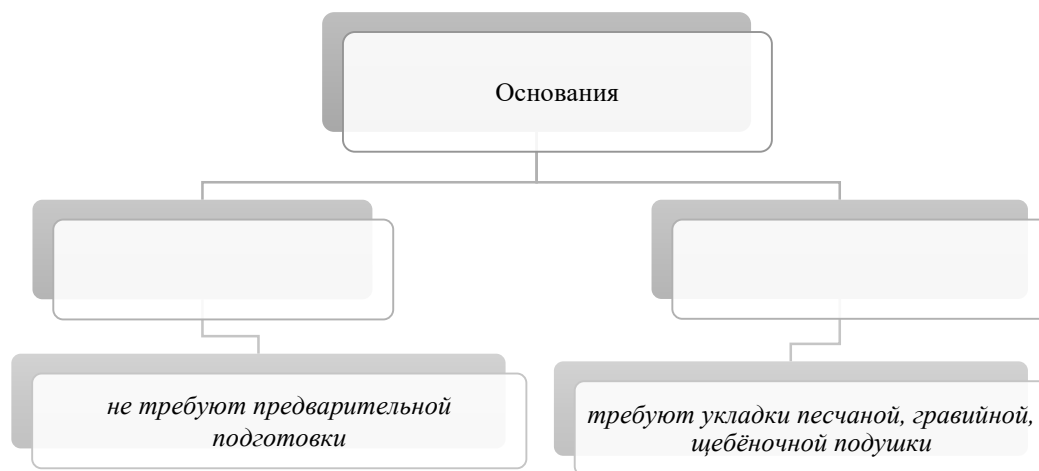 Основания
не требуют предварительной
подготовки
требуют укладки песчаной, гравийной,
щебёночной подушки